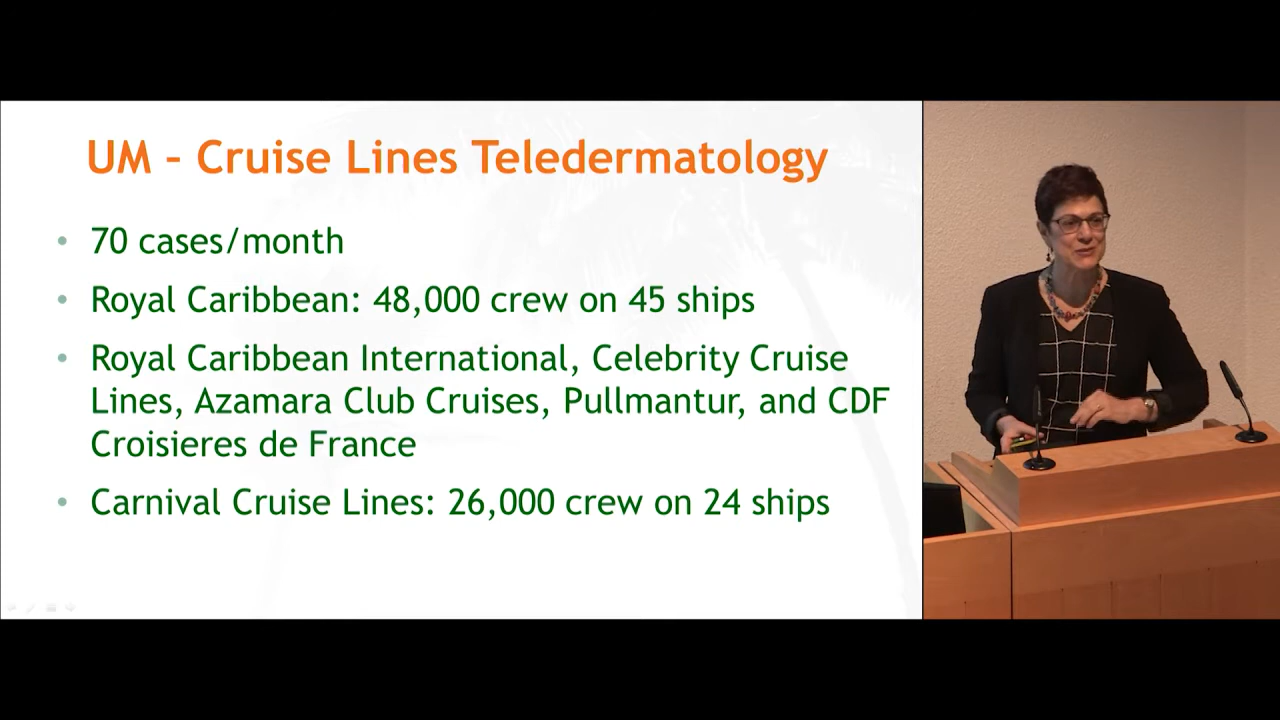 UM – Cruise Lines Teledermatology
• 70 cases/month
• Royal Caribbean: 48,000 crew on 45 ships
• Royal Caribbean International, Celebrity Cruise
Lines, Azamara Club Cruises, Pullmantur, and CDF
Croisieres de France
• Carnival Cruise Lines: 26,000 crew on 24 ships